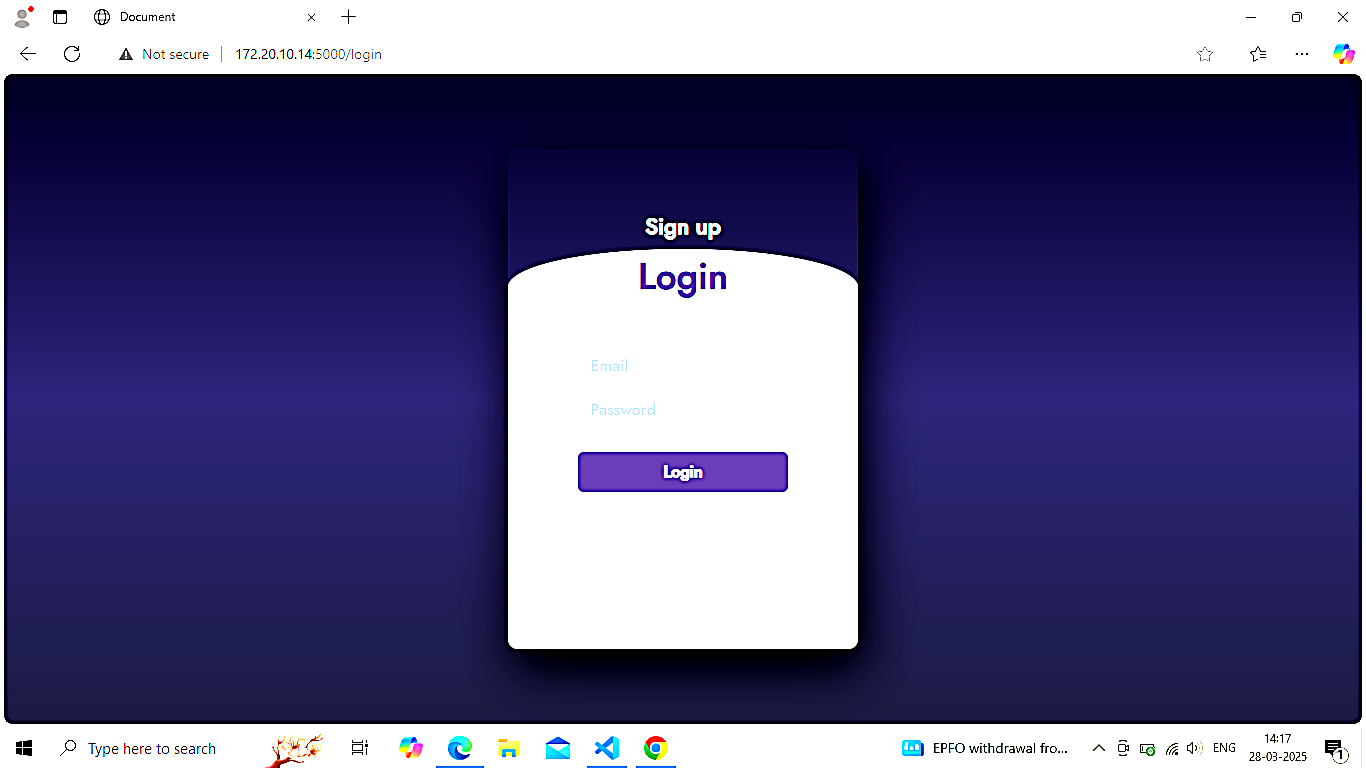 Document
Not secure
172.20.10.14:5000/login
Sign up
Login
Email
Password
Login
Type here to search
EPFO withdrawal fro...
ENG
14:17
28-03-2025
1